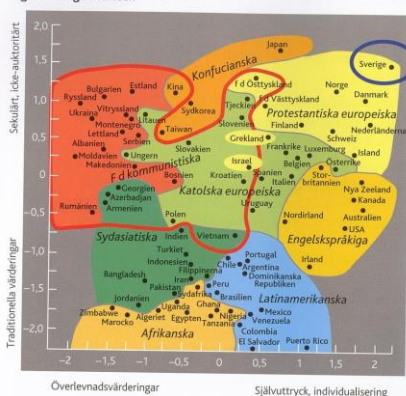 Sekulärt, icke-auktoritärt
Traditionella värderingar
2,0
1,5
1,0
0,5
0
−0,5
−1,0
−1,5
−2,0
Japan
Konfucianska
Kina
Sydkorea
Taiwan
Sverige
Estland
Bulgarien
Ryssland
Ukraina
Vitryssland
Litauen
Montenegro
Lettland
Serbien
Albanien
Ungern
Moldavien
Makedonien
Slovakien
Bosnien
F d kommunistiska
Georgien
Azerbadjan
Armenien
Rumänien
f d Östtyskland
F d Västtyskland
Tjeckien
Slovenien
Norge
Danmark
Protestantiska europeiska
Finland
Nederländerna
Schweiz
Grekland
Frankrike
Luxemburg
Island
Belgien
Österrike
Israel
Spanien
Italien
Stor-
britannien
Kroatien
Katolska europeiska
Uruguay
Polen
Vietnam
Nya Zeeland
Kanada
Australien
USA
Nordirland
Engelskspråkiga
Irland
Sydasiatiska
Indien
Turkiet
Indonesien
Filippinerna
Bangladesh
Iran
Pakistan
Sydafrika
Peru
Chile
Portugal
Argentina
Dominikanska
Republiken
Brasilien
Latinamerikanska
Jordanien
Uganda
Ghana
Zimbabwe
Marocko
Algeriet
Egypten
Nigeria
Tanzania
Mexico
Venezuela
Colombia
El Salvador
Puerto Rico
Afrikanska
−2
−1,5
−1
−0,5
0
0,5
1
1,5
2
Överlevnadsvärderingar
Självuttryck, individualisering